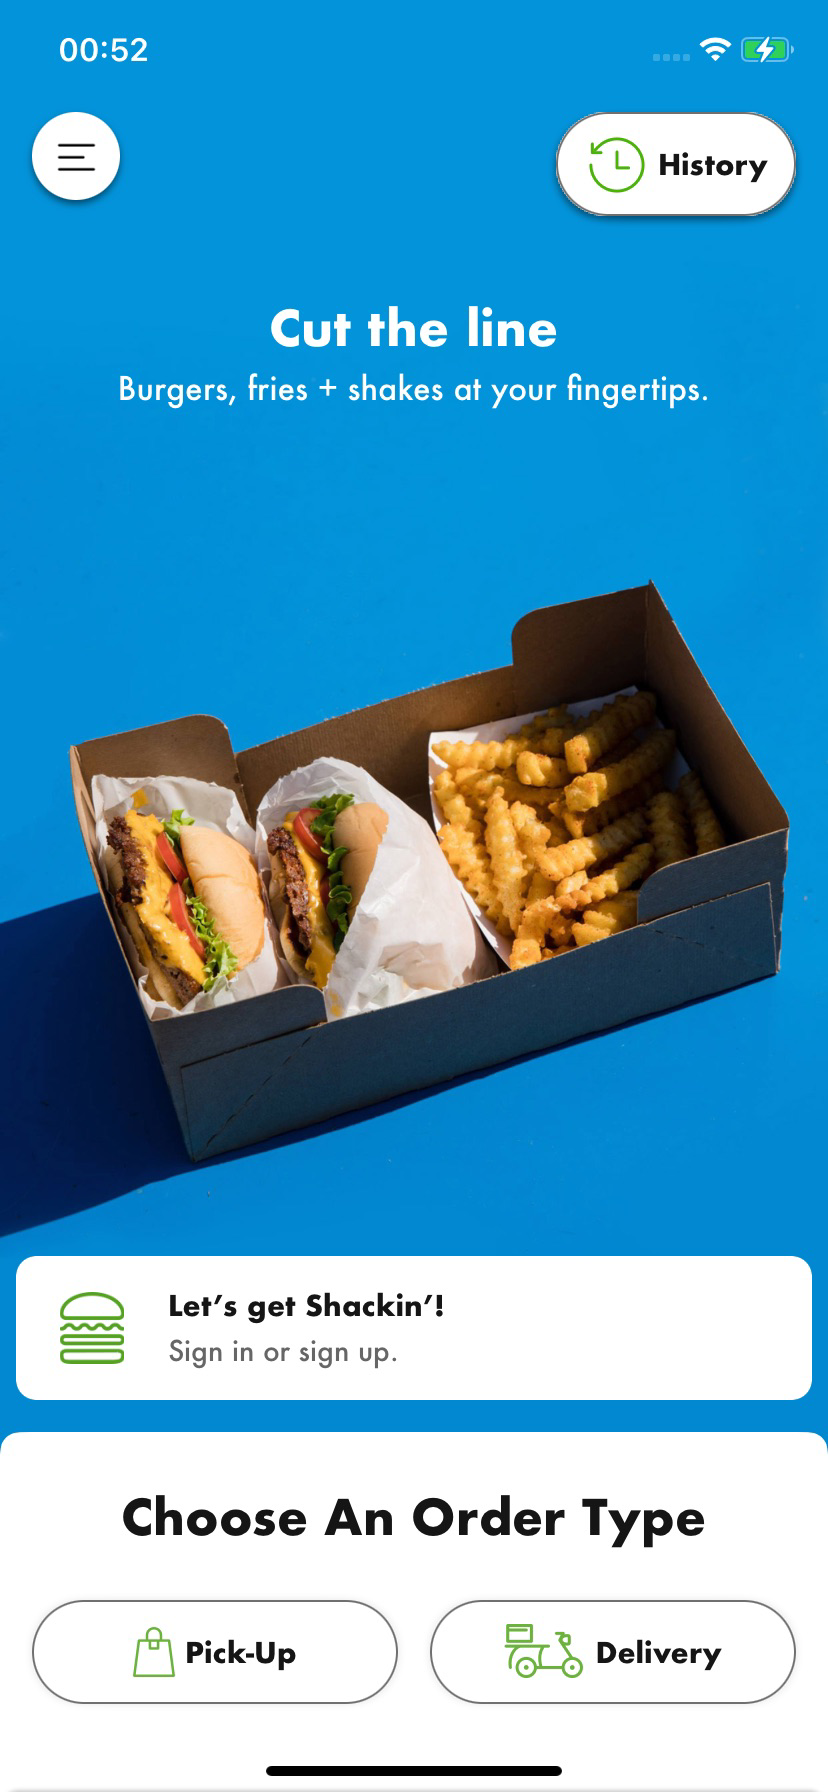 00:52
History
Cut the line
Burgers, fries + shakes at your fingertips.
Let's get Shackin'!
Sign in or sign up.
Choose An Order Type
Pick-Up
Delivery